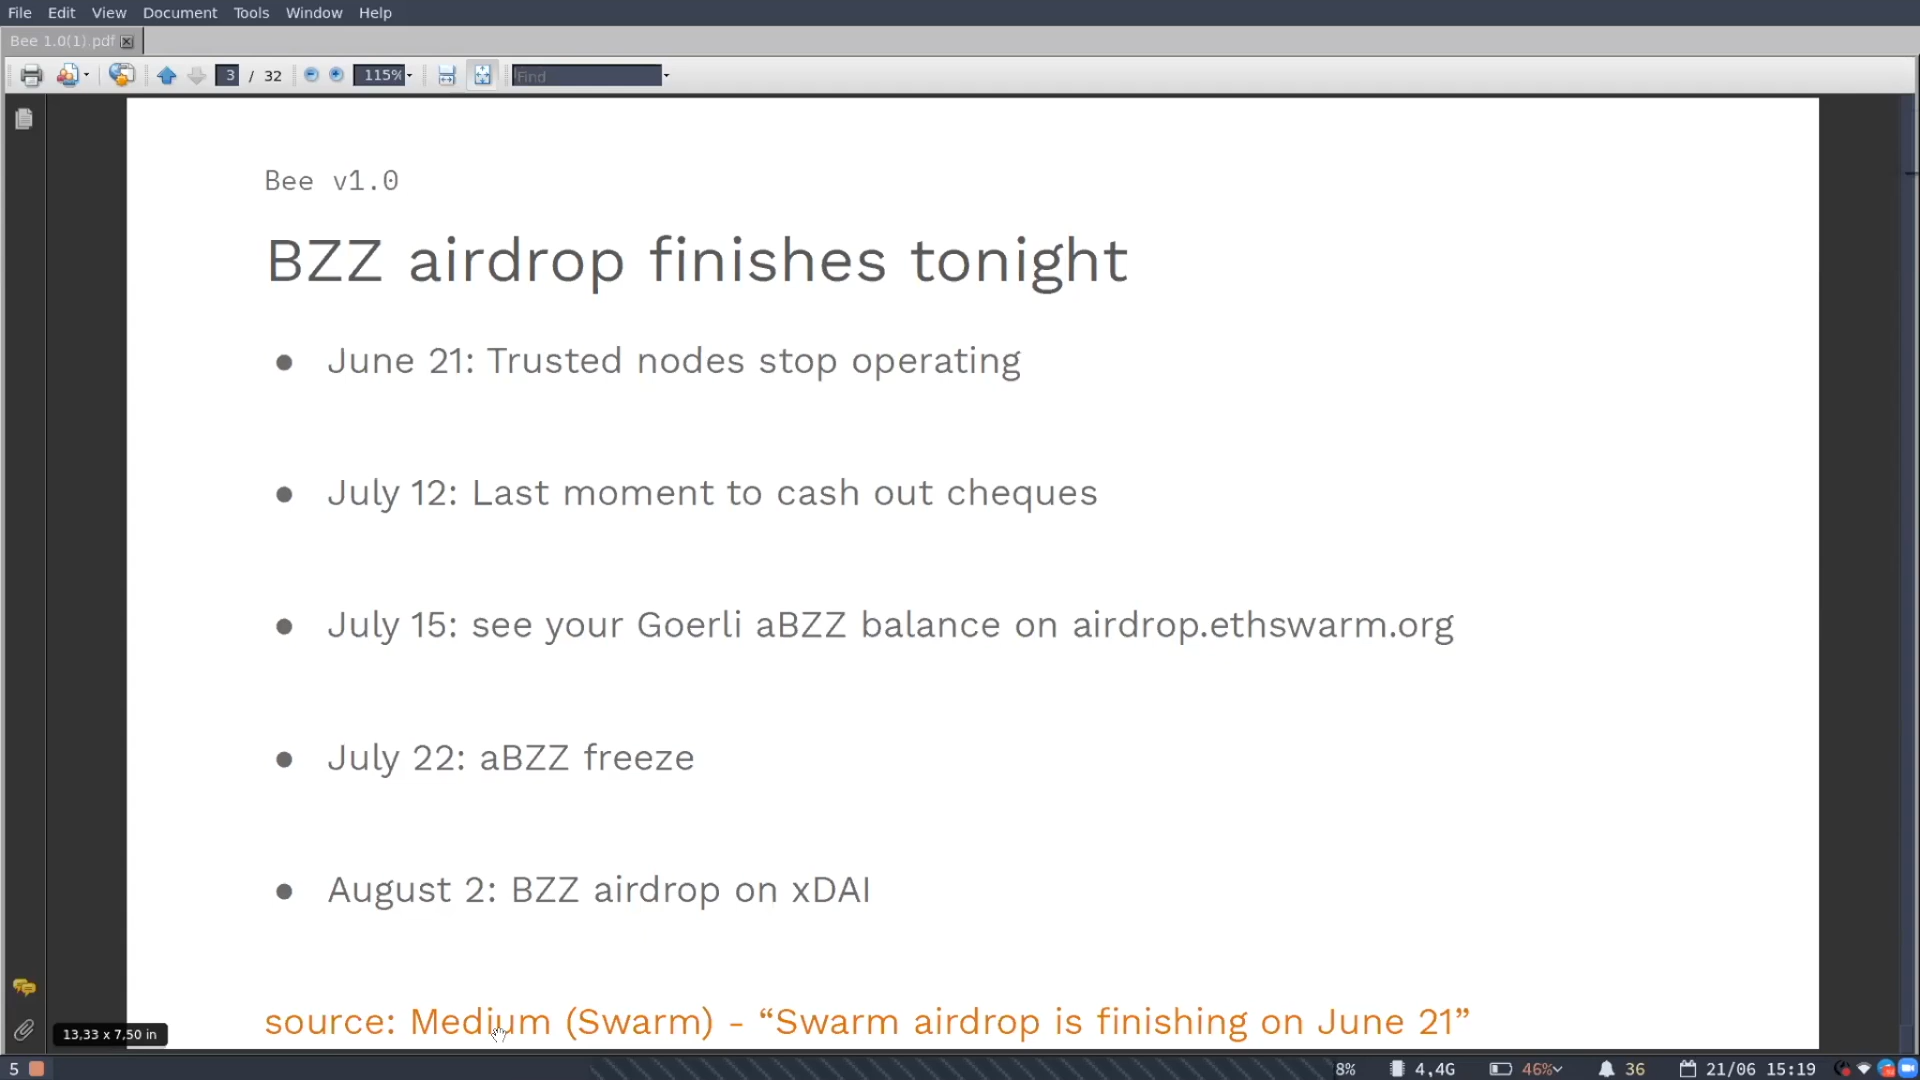 File Edit View Document Tools Window Help
Bee 1.0(1).pdf
3 / 32 115% Find
Bee v1.0
BZZ airdrop finishes tonight
● June 21: Trusted nodes stop operating
● July 12: Last moment to cash out cheques
● July 15: see your Goerli aBZZ balance on airdrop.ethswarm.org
● July 22: aBZZ freeze
● August 2: BZZ airdrop on xDAI
source: Medium (Swarm) - “Swarm airdrop is finishing on June 21”
13,33 x 7,50 in
5 8% 4,4G 46% 36 21/06 15:19